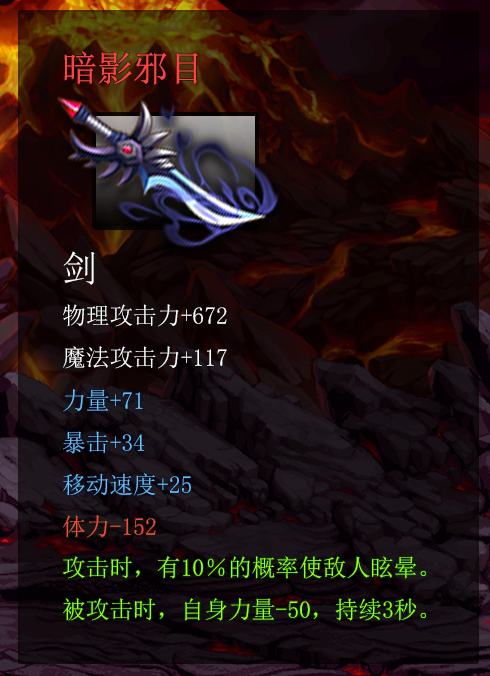 暗影邪目
剑
物理攻击力+672
魔法攻击力+117
力量+71
暴击+34
移动速度+25
体力-152
攻击时，有10%的概率使敌人眩晕。
被攻击时，自身力量-50，持续3秒。